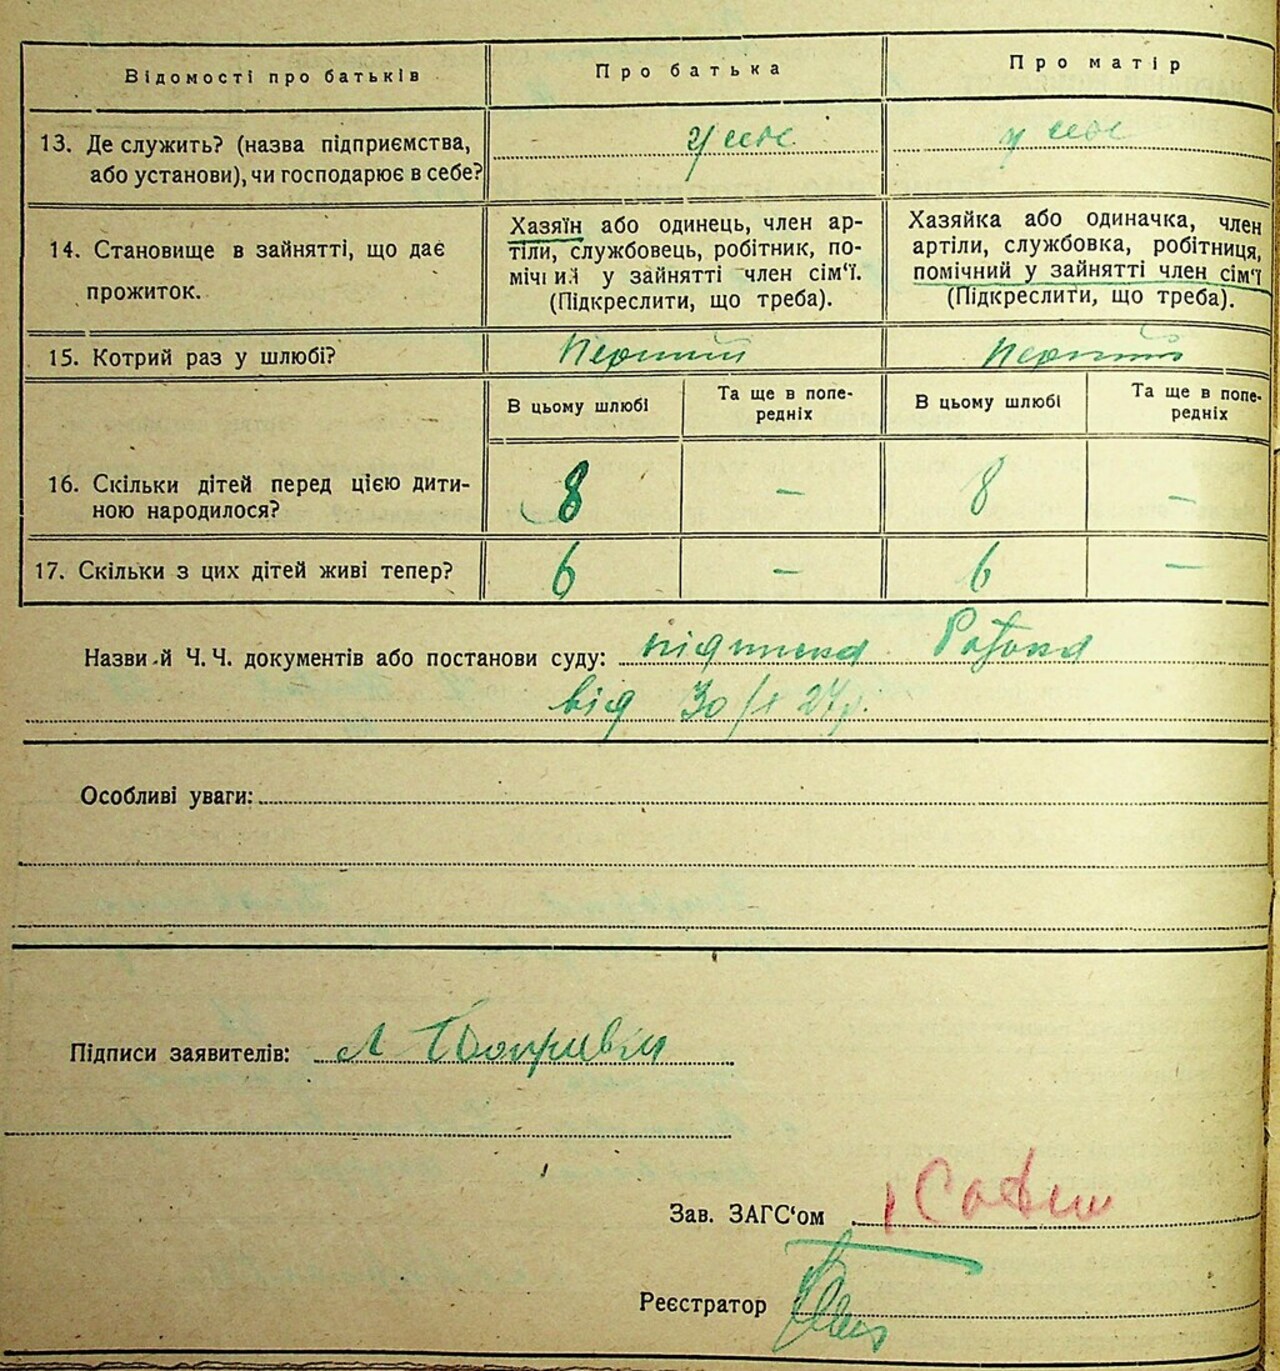 Відомості про батьків
Про батька
Про матір
13. Де служить? (назва підприємства,
або установи), чи господарює в себе?
у
у
14. Становище в зайнятті, що дає
прожиток.
Хазяїн або одинець, член ар-
тіли, службовець, робітник, по-
мічний у зайнятті член сім'ї.
(Підкреслити, що треба).
Хазяйка або одиначка, член
артіли, службовка, робітниця,
помічний у зайнятті член сім'ї
(Підкреслити, що треба).
15. Котрий раз у шлюбі?
Перший
Перший
В цьому шлюбі
Та ще в попе-
редніх
В цьому шлюбі
Та ще в попе-
редніх
16. Скільки дітей перед цією дити-
ною народилося?
8 – 8 –
17. Скільки з цих дітей живі тепер?
6 – 6 –
Назви й Ч. Ч. документів або постанови суду: підписка
від 30/ 27р.
Особливі уваги:
Підписи заявителів:
Зав. ЗАГС'ом
Реєстратор